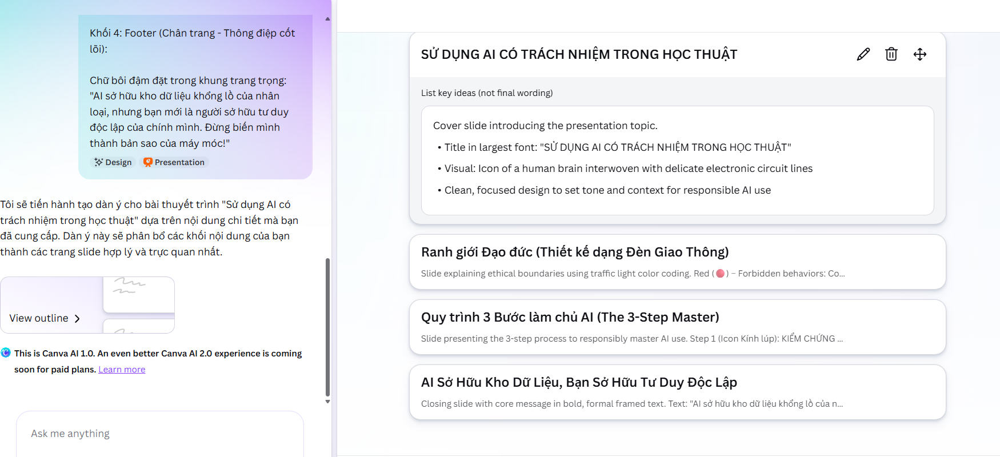 Khối 4: Footer (Chân trang - Thông điệp cốt
lõi):
Chữ bôi đậm đặt trong khung trang trọng:
"AI sở hữu kho dữ liệu khổng lồ của nhân
loại, nhưng bạn mới là người sở hữu tư duy
độc lập của chính mình. Đừng biến mình
thành bản sao của máy móc!"
Design Presentation
Tôi sẽ tiến hành tạo dàn ý cho bài thuyết trình "Sử dụng AI có
trách nhiệm trong học thuật" dựa trên nội dung chi tiết mà bạn
đã cung cấp. Dàn ý này sẽ phân bổ các khối nội dung của bạn
thành các trang slide hợp lý và trực quan nhất.
View outline
This is Canva AI 1.0. An even better Canva AI 2.0 experience is coming
soon for paid plans. Learn more
Ask me anything
SỬ DỤNG AI CÓ TRÁCH NHIỆM TRONG HỌC THUẬT
List key ideas (not final wording)
Cover slide introducing the presentation topic.
• Title in largest font: "SỬ DỤNG AI CÓ TRÁCH NHIỆM TRONG HỌC THUẬT"
• Visual: Icon of a human brain interwoven with delicate electronic circuit lines
• Clean, focused design to set tone and context for responsible AI use
Ranh giới Đạo đức (Thiết kế dạng Đèn Giao Thông)
Slide explaining ethical boundaries using traffic light color coding. Red (🔴) – Forbidden behaviors: Co...
Quy trình 3 Bước làm chủ AI (The 3-Step Master)
Slide presenting the 3-step process to responsibly master AI use. Step 1 (Icon Kính lúp): KIỂM CHỨNG ...
AI Sở Hữu Kho Dữ Liệu, Bạn Sở Hữu Tư Duy Độc Lập
Closing slide with core message in bold, formal framed text. Text: "AI sở hữu kho dữ liệu khổng lồ của n...